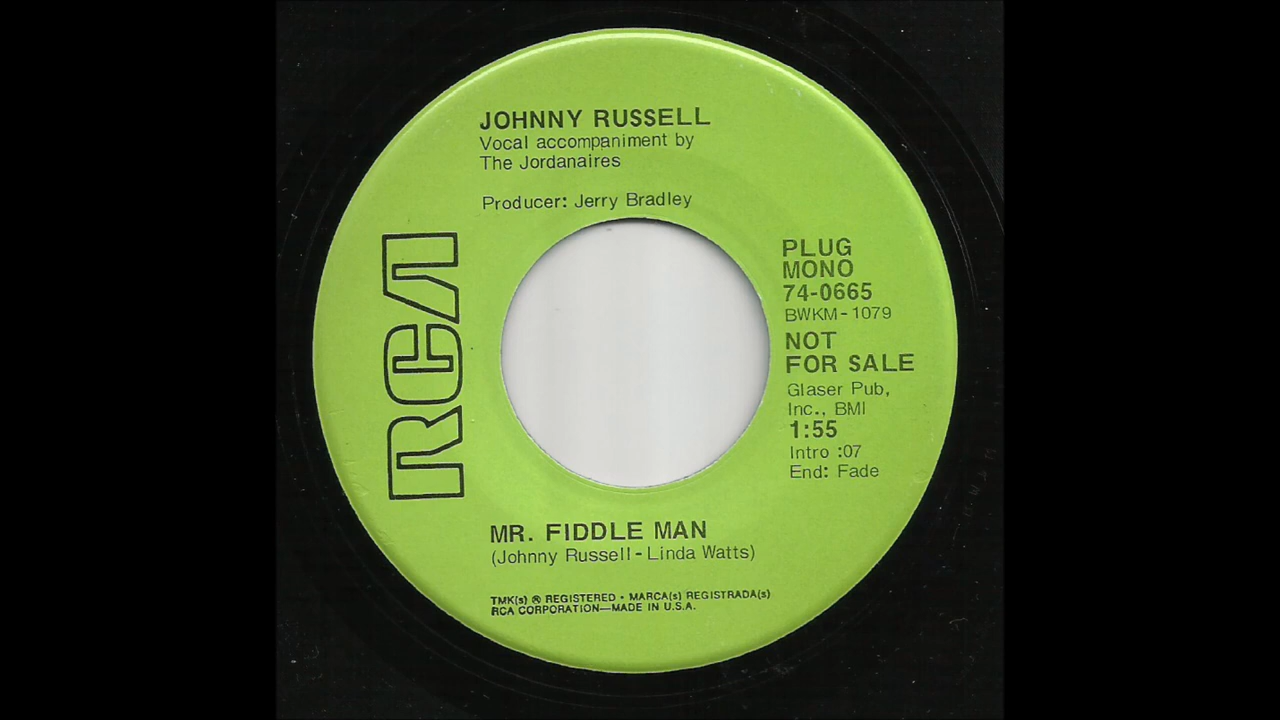 JOHNNY RUSSELL
Vocal accompaniment by
The Jordanaires
Producer: Jerry Bradley
RCA
PLUG
MONO
74-0665
BWKM-1079
NOT
FOR SALE
Glaser Pub,
Inc., BMI
1:55
Intro :07
End: Fade
MR. FIDDLE MAN
(Johnny Russell-Linda Watts)
TMK(s) ® REGISTERED • MARCA(s) REGISTRADA(s)
RCA CORPORATION—MADE IN U.S.A.